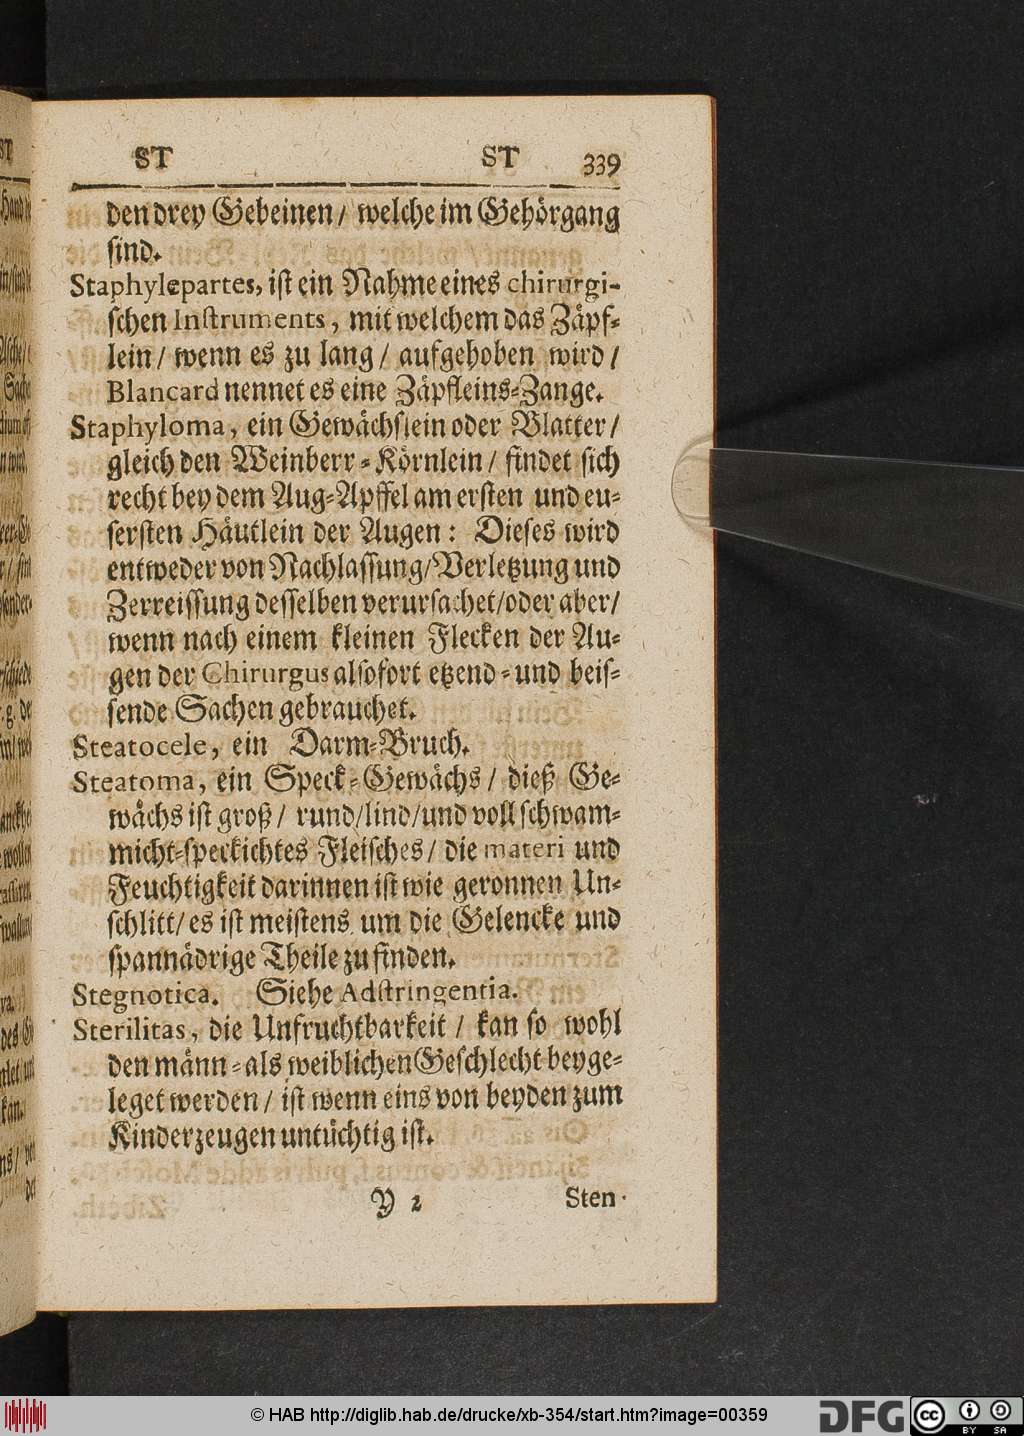 ST ST 339
den drey Gebeinen / welche im Gehörgang
sind.
Staphylepartes, ist ein Nahme eines chirurgi-
schen Instruments, mit welchem das Zäpf-
lein / wenn es zu lang / aufgehoben wird /
Blancard nennet es eine Zäpfleins-Zange.
Staphyloma, ein Gewächslein oder Blatter /
gleich den Weinberr-Körnlein / findet sich
recht bey dem Aug-Apffel am ersten und eu-
sersten Häutlein der Augen: Dieses wird
entweder von Nachlassung/Verletzung und
Zerreissung desselben verursachet/oder aber/
wenn nach einem kleinen Flecken der Au-
gen der Chirurgus alsofort etzend- und beis-
sende Sachen gebrauchet.
Steatocele, ein Darm-Bruch.
Steatoma, ein Speck-Gewächs / dieß Ge-
wächs ist groß / rund/lind/und voll schwam-
micht-speckichtes Fleisches / die materi und
Feuchtigkeit darinnen ist wie geronnen Un-
schlitt/ es ist meistens um die Gelencke und
spannädrige Theile zu finden.
Stegnotica. Siehe Adstringentia.
Sterilitas, die Unfruchtbarkeit / kan so wohl
den männ- als weiblichen Geschlecht beyge-
leget werden / ist wenn eins von beyden zum
Kinderzeugen untüchtig ist.
Y 2 Sten-
© HAB http://diglib.hab.de/drucke/xb-354/start.htm?image=00359
DFG
cc BY SA